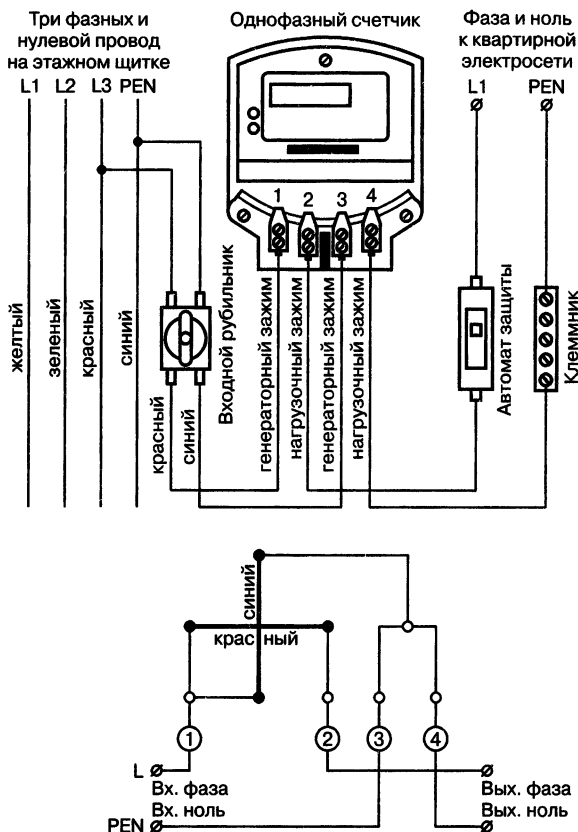 Три фазных и
нулевой провод
на этажном щитке
L1 L2 L3 PEN
Однофазный счетчик
Фаза и ноль
к квартирной
электросети
L1 PEN
1 2 3 4
желтый
зеленый
красный
синий
Входной рубильник
красный
синий
генераторный зажим
нагрузочный зажим
генераторный зажим
нагрузочный зажим
Автомат защиты
Клеммник
синий
красный
1 2 3 4
L
Вх. фаза
Вх. ноль
PEN
Вых. фаза
Вых. ноль